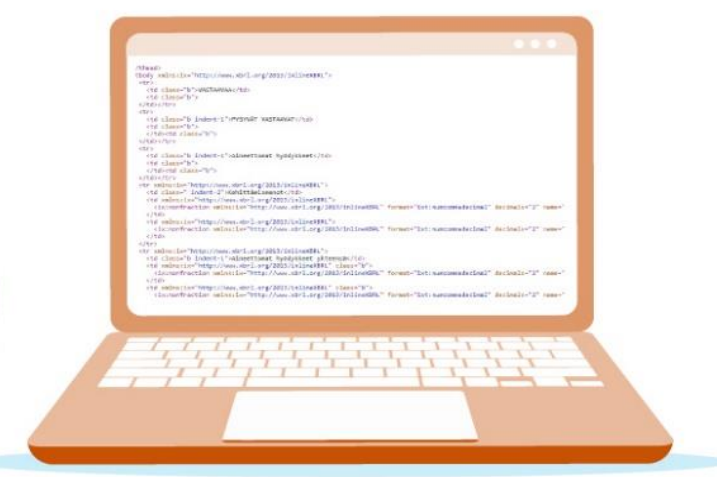 /thead>
<body xmlns:ix="http://www.xbrl.org/2013/inlineXBRL">
<tr>
<td class="b">VASTAAVAA</td>
<td class="b">
</td></tr>
<tr>
<td class="b indent-1">PYSYVÄT VASTAAVAT</td>
<td class="b">
</td><td class="b">
</td></tr>
<tr>
<td class="b indent-1">Aineettomat hyödykkeet</td>
<td class="b">
</td><td class="b">
</td></tr>
<tr xmlns:ix="http://www.xbrl.org/2013/inlineXBRL">
<td class=" indent-2">Kehittämismenot</td>
<td xmlns:ix="http://www.xbrl.org/2013/inlineXBRL">
<ix:nonFraction xmlns:ix="http://www.xbrl.org/2013/inlineXBRL" format="ixt:numcommadecimal" decimals="2" name="
</td>
<td xmlns:ix="http://www.xbrl.org/2013/inlineXBRL">
<ix:nonFraction xmlns:ix="http://www.xbrl.org/2013/inlineXBRL" format="ixt:numcommadecimal" decimals="2" name="
</td>
</tr>
<tr xmlns:ix="http://www.xbrl.org/2013/inlineXBRL">
<td class="b indent-1">Aineettomat hyödykkeet yhteensä</td>
<td xmlns:ix="http://www.xbrl.org/2013/inlineXBRL" class="b">
<ix:nonFraction xmlns:ix="http://www.xbrl.org/2013/inlineXBRL" format="ixt:numcommadecimal" decimals="2" name="
</td>
<td xmlns:ix="http://www.xbrl.org/2013/inlineXBRL" class="b">
<ix:nonFraction xmlns:ix="http://www.xbrl.org/2013/inlineXBRL" format="ixt:numcommadecimal" decimals="2" name="